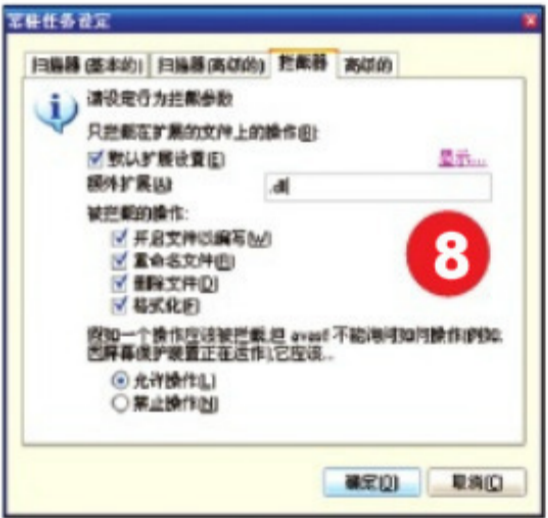 常驻任务设定
扫描器 (基本的) 扫描器(高级的) 拦截器 高级的
请设定行为拦截参数
只拦截在扩展的文件上的操作(B):
默认扩展设置(E) 显示...
额外扩展(A) .dl
被拦截的操作:
开启文件以编写(W)
重命名文件(R)
删除文件(D)
格式化(F)
8
假如一个操作应该被拦截,但 avast! 不能询问如何操作(例如,
因屏幕保护装置正在运作),它应该...
允许操作(L)
禁止操作(N)
确定(O) 取消(C)